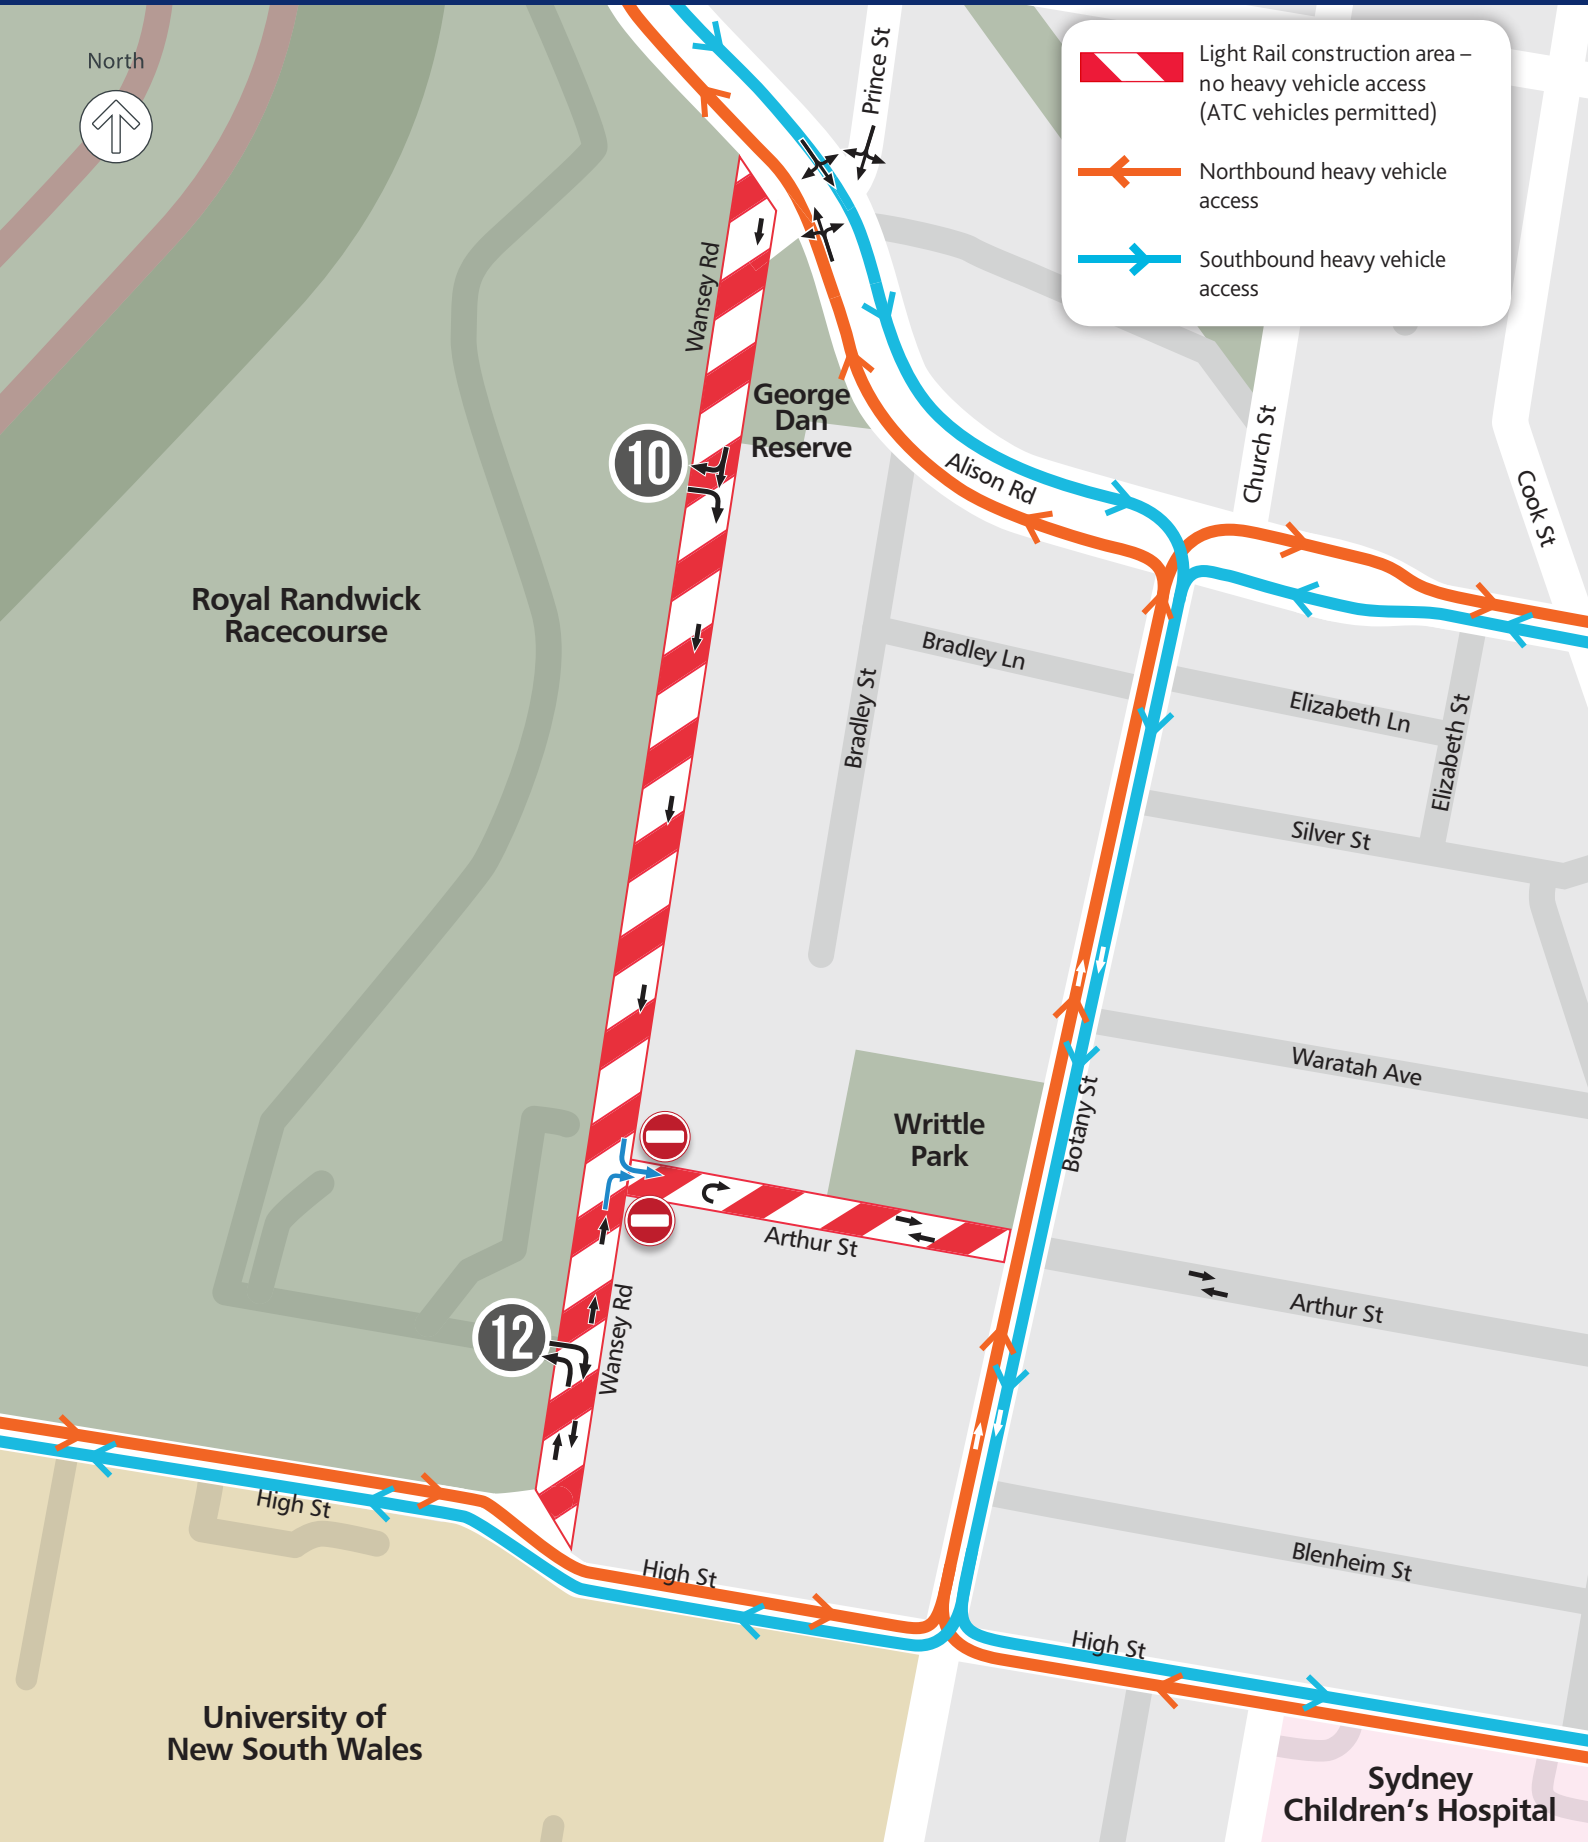 North
Prince St
Light Rail construction area –
no heavy vehicle access
(ATC vehicles permitted)
Northbound heavy vehicle
access
Southbound heavy vehicle
access
Wansey Rd
George
Dan
Reserve
10
Alison Rd
Church St
Cook St
Royal Randwick
Racecourse
Bradley Ln
Bradley St
Elizabeth Ln
Elizabeth St
Silver St
Waratah Ave
Writtle
Park
Botany St
Arthur St
Arthur St
12
Wansey Rd
High St
High St
Blenheim St
High St
University of
New South Wales
Sydney
Children’s Hospital